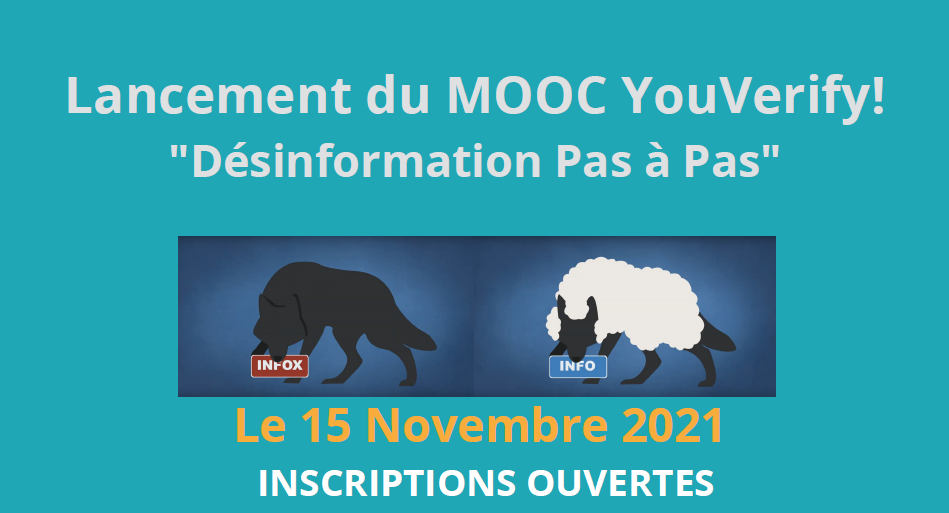 Lancement du MOOC YouVerify!
"Désinformation Pas à Pas"
INFOX
INFO
Le 15 Novembre 2021
INSCRIPTIONS OUVERTES